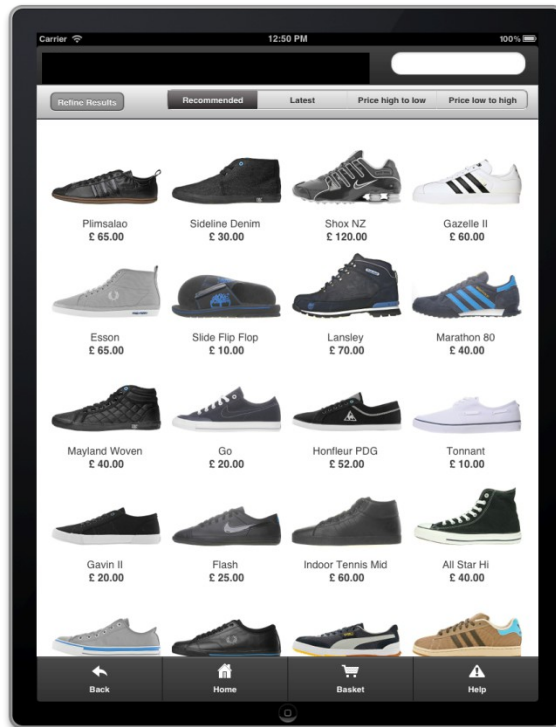 Carrier 12:50 PM 100%
Refine Results Recommended Latest Price high to low Price low to high
Plimsalao Sideline Denim Shox NZ Gazelle II
£ 65.00 £ 30.00 £ 120.00 £ 60.00
Esson Slide Flip Flop Lansley Marathon 80
£ 65.00 £ 10.00 £ 70.00 £ 40.00
Mayland Woven Go Honfleur PDG Tonnant
£ 40.00 £ 20.00 £ 52.00 £ 10.00
Gavin II Flash Indoor Tennis Mid All Star Hi
£ 20.00 £ 25.00 £ 60.00 £ 40.00
Back Home Basket Help